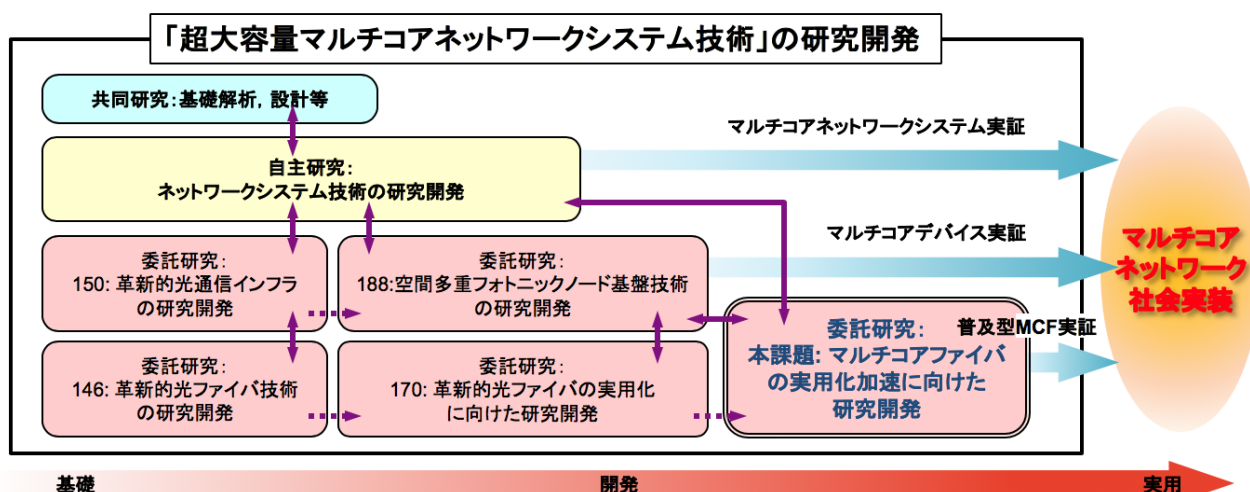 「超大容量マルチコアネットワークシステム技術」の研究開発
共同研究：基礎解析，設計等
自主研究：
ネットワークシステム技術の研究開発
マルチコアネットワークシステム実証
委託研究：
150: 革新的光通信インフラ
の研究開発
委託研究：
188:空間多重フォトニックノード基盤技術
の研究開発
マルチコアデバイス実証
委託研究：
146: 革新的光ファイバ技術
の研究開発
委託研究：
170: 革新的光ファイバの実用化
に向けた研究開発
委託研究：
本課題: マルチコアファイバ
の実用化加速に向けた
研究開発
普及型MCF実証
マルチコア
ネットワーク
社会実装
基礎
開発
実用